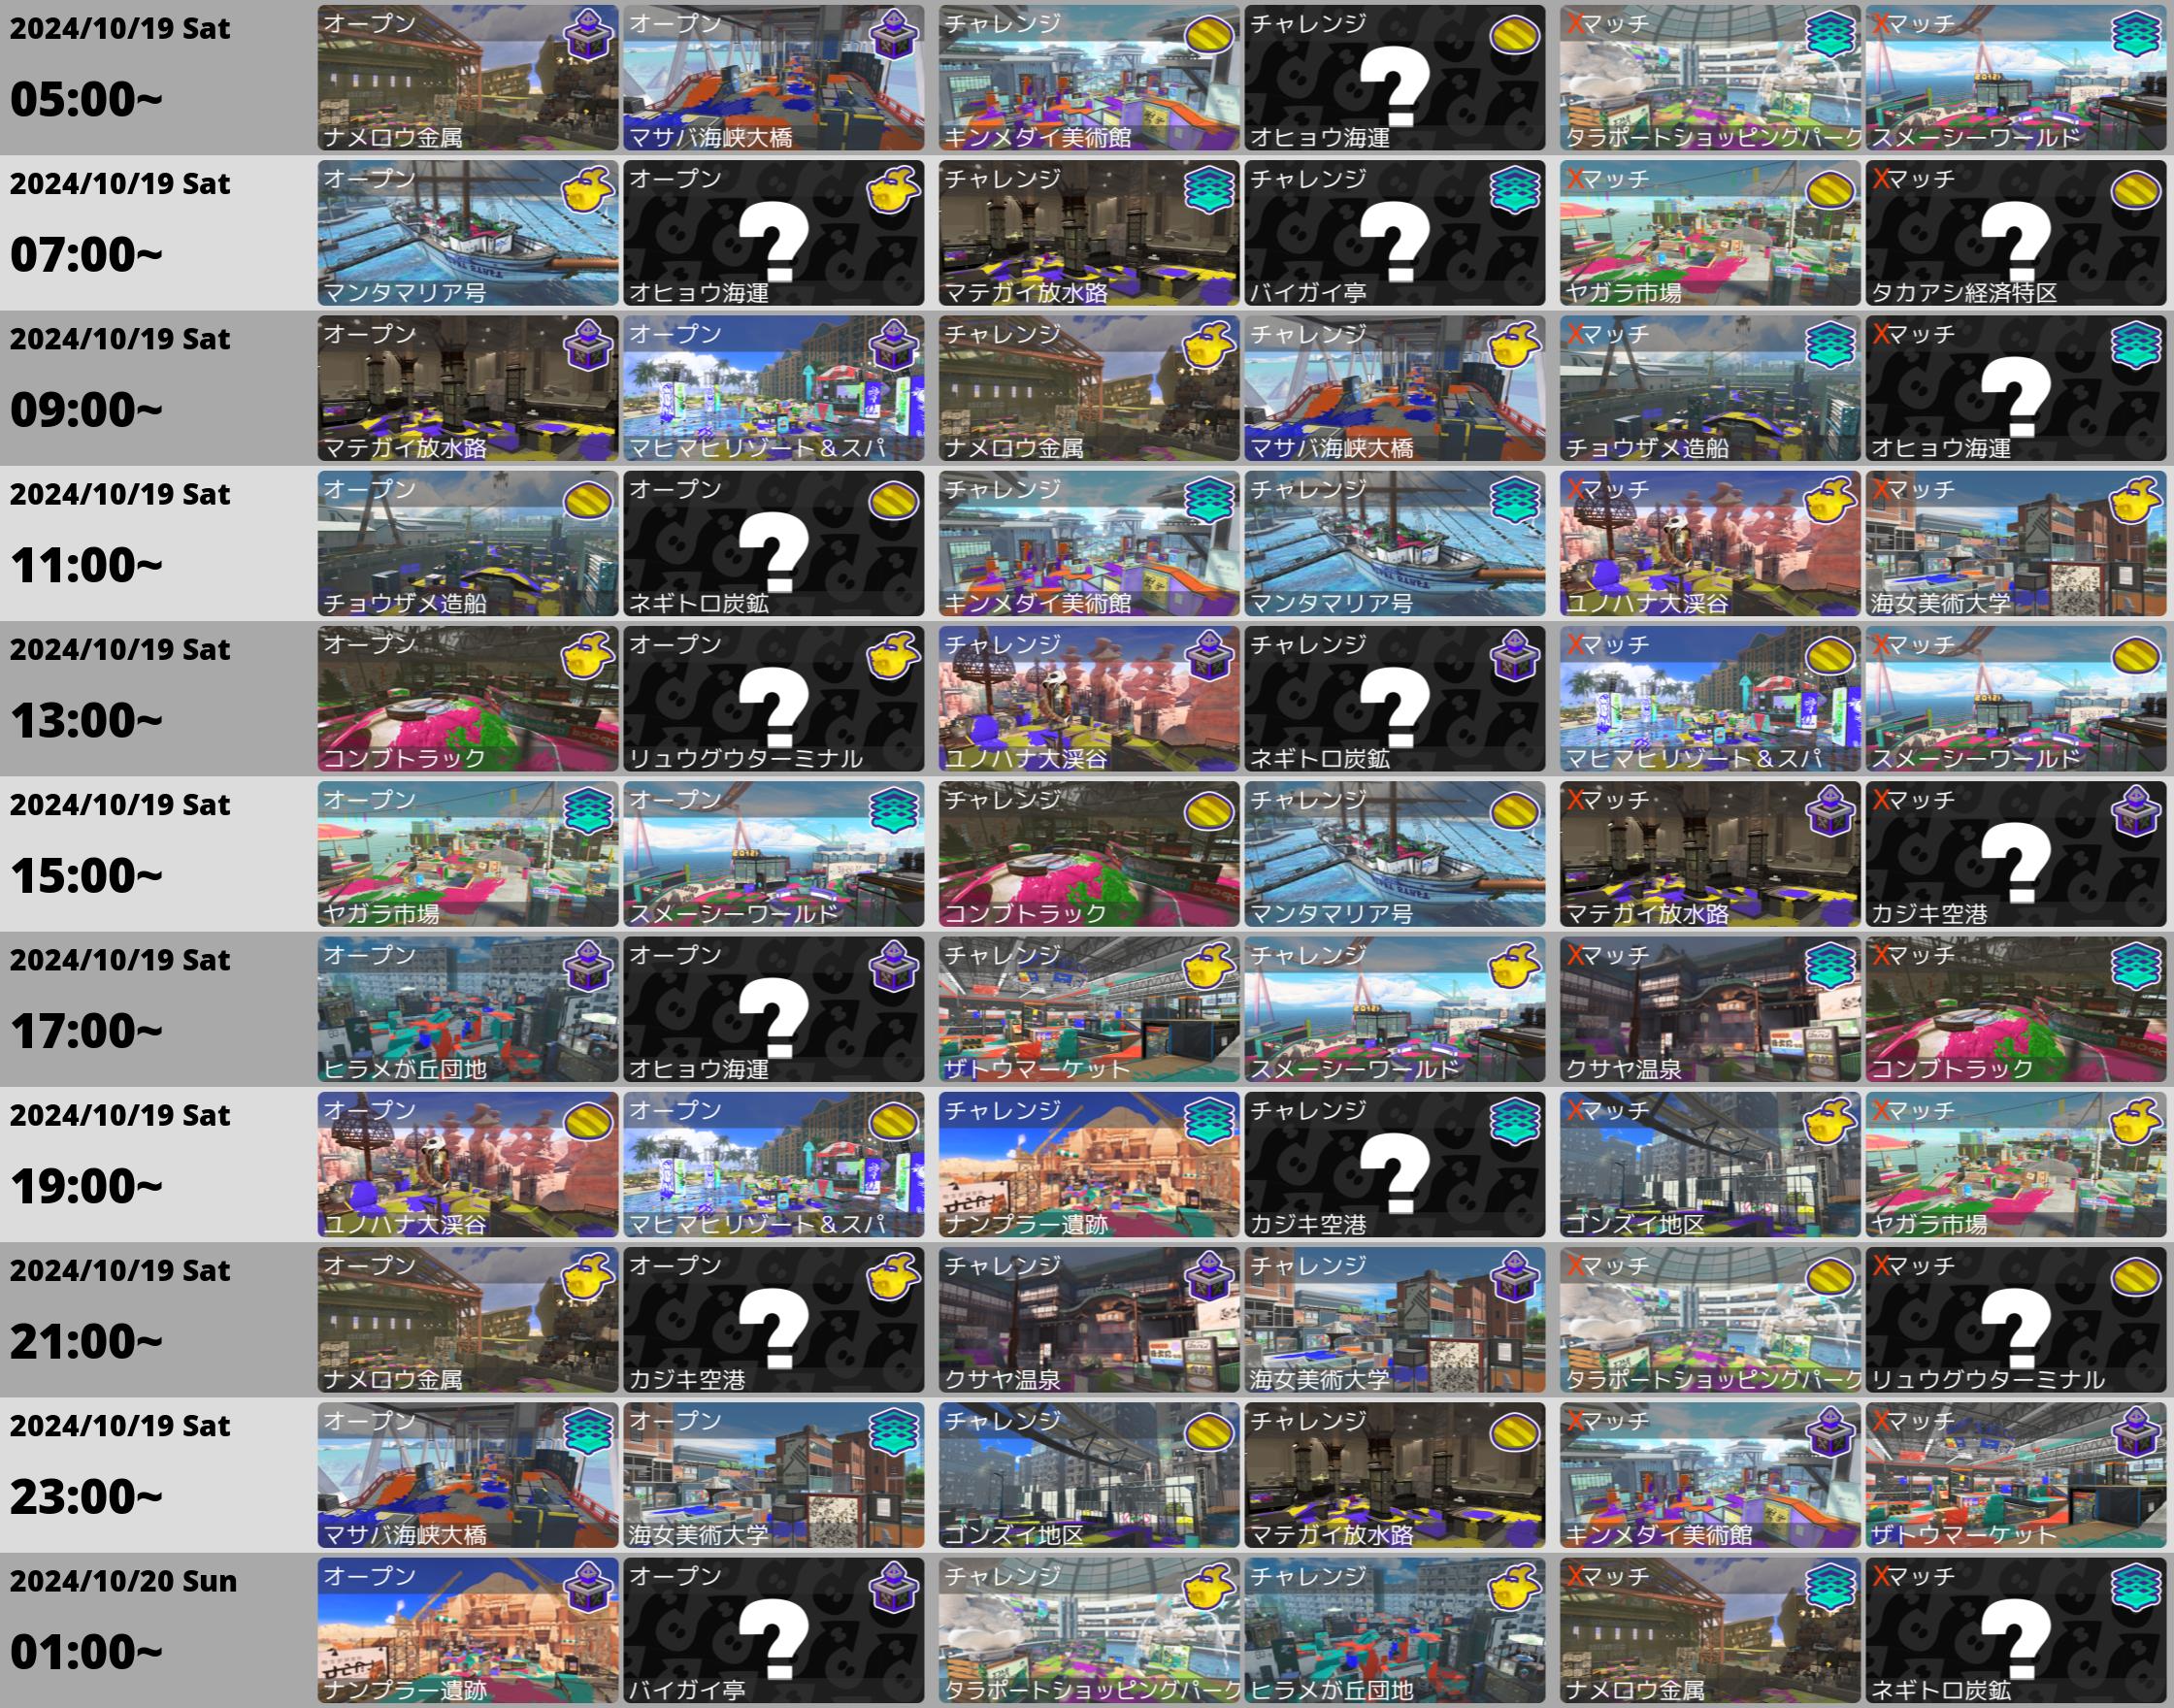 2024/10/19 Sat
05:00~
オープン
ナメロウ金属
オープン
マサバ海峡大橋
チャレンジ
キンメダイ美術館
チャレンジ
オヒョウ海運
Xマッチ
タラポートショッピングパーク
Xマッチ
スメーシーワールド
2024/10/19 Sat
07:00~
オープン
マンタマリア号
オープン
オヒョウ海運
チャレンジ
マテガイ放水路
チャレンジ
バイガイ亭
Xマッチ
ヤガラ市場
Xマッチ
タカアシ経済特区
2024/10/19 Sat
09:00~
オープン
マテガイ放水路
オープン
マヒマヒリゾート&スパ
チャレンジ
ナメロウ金属
チャレンジ
マサバ海峡大橋
Xマッチ
チョウザメ造船
Xマッチ
オヒョウ海運
2024/10/19 Sat
11:00~
オープン
チョウザメ造船
オープン
ネギトロ炭鉱
チャレンジ
キンメダイ美術館
チャレンジ
マンタマリア号
Xマッチ
ユノハナ大渓谷
Xマッチ
海女美術大学
2024/10/19 Sat
13:00~
オープン
コンブトラック
オープン
リュウグウターミナル
チャレンジ
ユノハナ大渓谷
チャレンジ
ネギトロ炭鉱
Xマッチ
マヒマヒリゾート&スパ
Xマッチ
スメーシーワールド
2024/10/19 Sat
15:00~
オープン
ヤガラ市場
オープン
スメーシーワールド
チャレンジ
コンブトラック
チャレンジ
マンタマリア号
Xマッチ
マテガイ放水路
Xマッチ
カジキ空港
2024/10/19 Sat
17:00~
オープン
ヒラメが丘団地
オープン
オヒョウ海運
チャレンジ
ザトウマーケット
チャレンジ
スメーシーワールド
Xマッチ
クサヤ温泉
Xマッチ
コンブトラック
2024/10/19 Sat
19:00~
オープン
ユノハナ大渓谷
オープン
マヒマヒリゾート&スパ
チャレンジ
ナンプラー遺跡
チャレンジ
カジキ空港
Xマッチ
ゴンズイ地区
Xマッチ
ヤガラ市場
2024/10/19 Sat
21:00~
オープン
ナメロウ金属
オープン
カジキ空港
チャレンジ
クサヤ温泉
チャレンジ
海女美術大学
Xマッチ
タラポートショッピングパーク
Xマッチ
リュウグウターミナル
2024/10/19 Sat
23:00~
オープン
マサバ海峡大橋
オープン
海女美術大学
チャレンジ
ゴンズイ地区
チャレンジ
マテガイ放水路
Xマッチ
キンメダイ美術館
Xマッチ
ザトウマーケット
2024/10/20 Sun
01:00~
オープン
ナンプラー遺跡
オープン
バイガイ亭
チャレンジ
タラポートショッピングパーク
チャレンジ
ヒラメが丘団地
Xマッチ
ナメロウ金属
Xマッチ
ネギトロ炭鉱